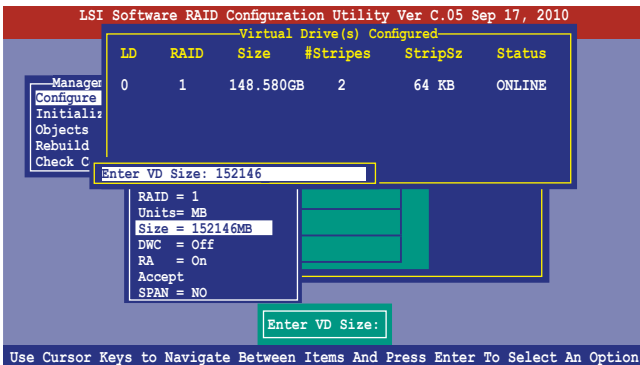 LSI Software RAID Configuration Utility Ver C.05 Sep 17, 2010
Virtual Drive(s) Configured
LD RAID Size #Stripes StripSz Status
0 1 148.580GB 2 64 KB ONLINE
Managem
Configure
Initializ
Objects
Rebuild
Check C
Enter VD Size: 152146_
RAID = 1
Units= MB
Size = 152146MB
DWC = Off
RA = On
Accept
SPAN = NO
Enter VD Size:
Use Cursor Keys to Navigate Between Items And Press Enter To Select An Option